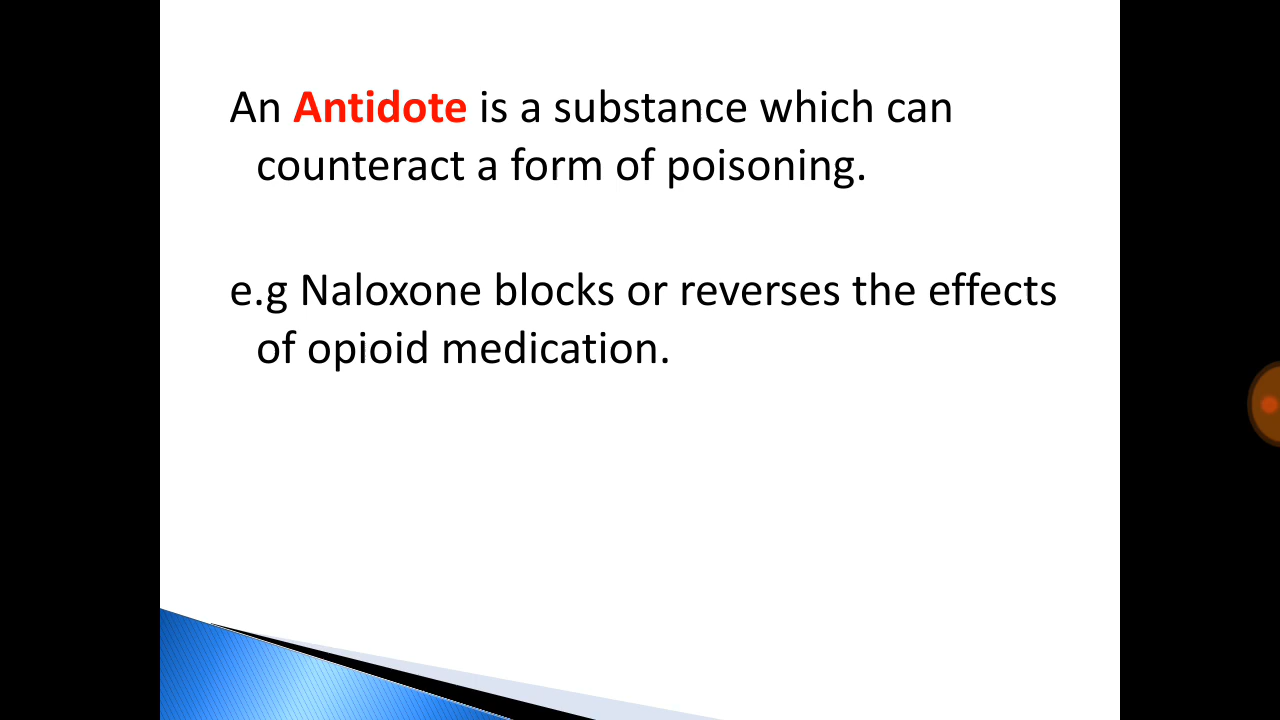 An Antidote is a substance which can
counteract a form of poisoning.
e.g Naloxone blocks or reverses the effects
of opioid medication.